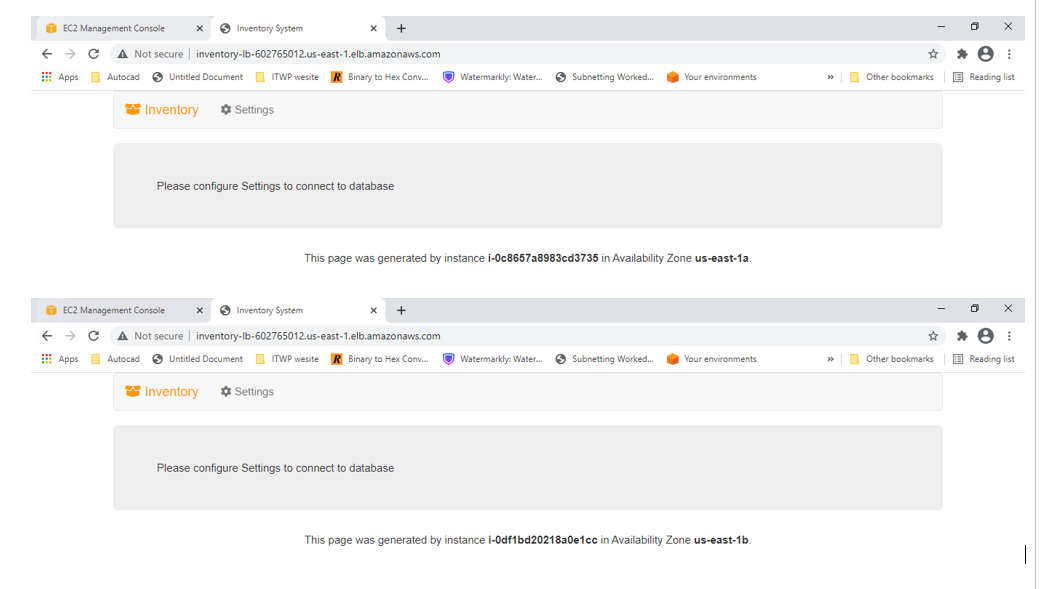 EC2 Management Console
Inventory System
Not secure | inventory-lb-602765012.us-east-1.elb.amazonaws.com
Apps Autocad Untitled Document ITWP wesite Binary to Hex Conv... Watermarkly: Water... Subnetting Worked... Your environments » Other bookmarks Reading list
Inventory Settings
Please configure Settings to connect to database
This page was generated by instance i-0c8657a8983cd3735 in Availability Zone us-east-1a.
EC2 Management Console
Inventory System
Not secure | inventory-lb-602765012.us-east-1.elb.amazonaws.com
Apps Autocad Untitled Document ITWP wesite Binary to Hex Conv... Watermarkly: Water... Subnetting Worked... Your environments » Other bookmarks Reading list
Inventory Settings
Please configure Settings to connect to database
This page was generated by instance i-0df1bd20218a0e1cc in Availability Zone us-east-1b.